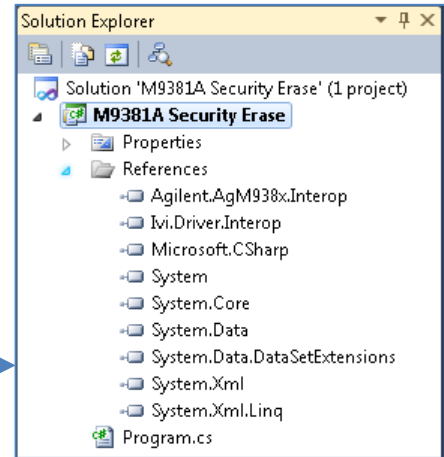 Solution Explorer
Solution 'M9381A Security Erase' (1 project)
M9381A Security Erase
Properties
References
Agilent.AgM938x.Interop
Ivi.Driver.Interop
Microsoft.CSharp
System
System.Core
System.Data
System.Data.DataSetExtensions
System.Xml
System.Xml.Linq
Program.cs